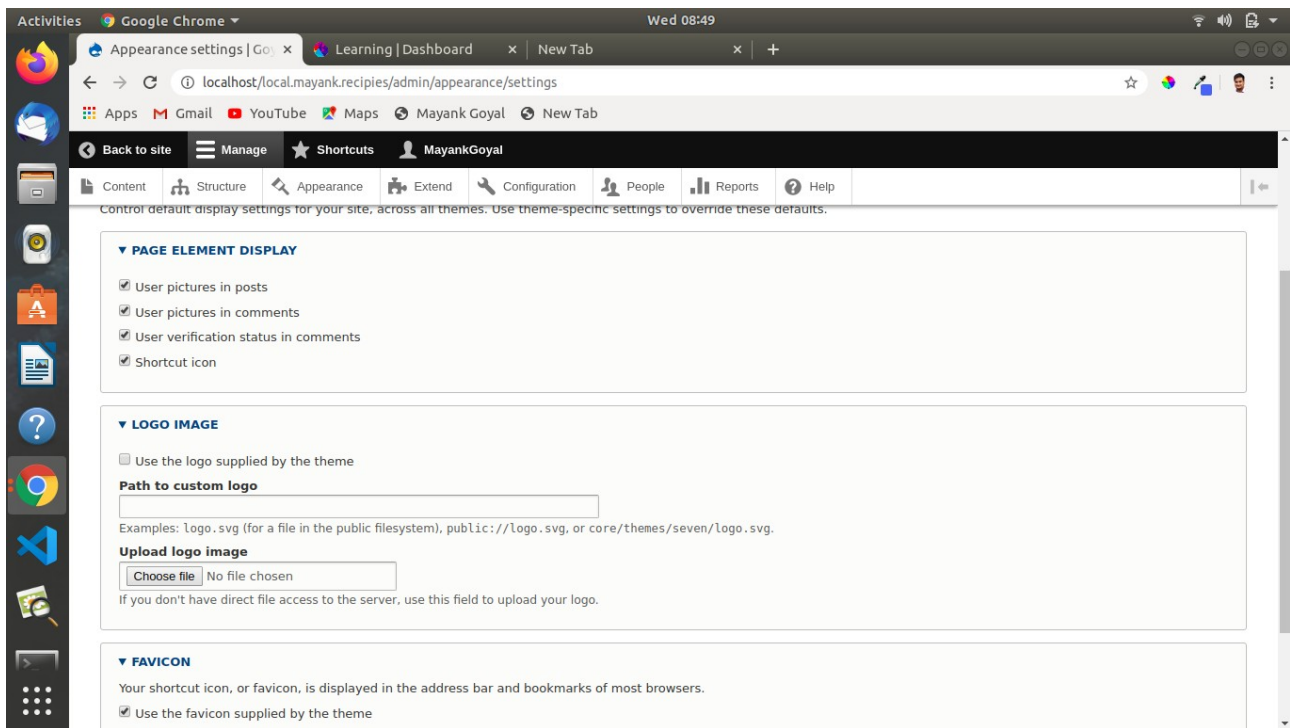 Activities Google Chrome Wed 08:49
Appearance settings | Goy Learning | Dashboard New Tab
localhost/local.mayank.recipies/admin/appearance/settings
Apps Gmail YouTube Maps Mayank Goyal New Tab
Back to site Manage Shortcuts MayankGoyal
Content Structure Appearance Extend Configuration People Reports Help
Control default display settings for your site, across all themes. Use theme-specific settings to override these defaults.
PAGE ELEMENT DISPLAY
User pictures in posts
User pictures in comments
User verification status in comments
Shortcut icon
LOGO IMAGE
Use the logo supplied by the theme
Path to custom logo
Examples: logo.svg (for a file in the public filesystem), public://logo.svg, or core/themes/seven/logo.svg.
Upload logo image
Choose file No file chosen
If you don't have direct file access to the server, use this field to upload your logo.
FAVICON
Your shortcut icon, or favicon, is displayed in the address bar and bookmarks of most browsers.
Use the favicon supplied by the theme